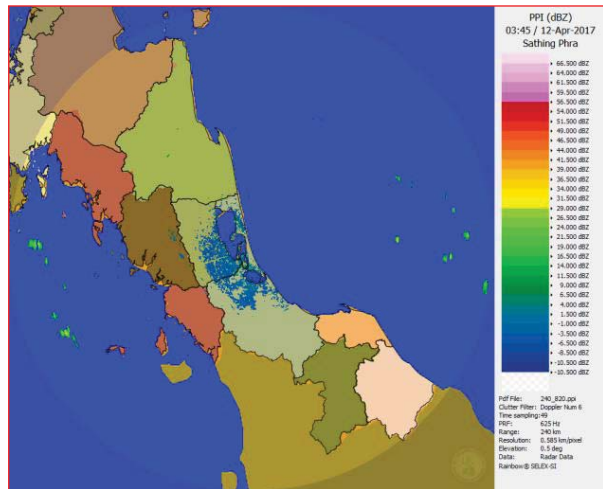 PPI (dBZ)
03:45 / 12-Apr-2017
Sathing Phra
66.500 dBZ
64.000 dBZ
61.500 dBZ
59.500 dBZ
56.500 dBZ
54.000 dBZ
51.500 dBZ
49.000 dBZ
46.500 dBZ
44.000 dBZ
41.500 dBZ
39.000 dBZ
36.500 dBZ
34.000 dBZ
31.500 dBZ
29.000 dBZ
26.500 dBZ
24.000 dBZ
21.500 dBZ
19.000 dBZ
16.500 dBZ
14.000 dBZ
11.500 dBZ
9.000 dBZ
6.500 dBZ
4.000 dBZ
1.500 dBZ
-1.000 dBZ
-3.500 dBZ
-6.000 dBZ
-8.500 dBZ
-10.500 dBZ
Pdf File: 240_820.ppi
Clutter Filter: Doppler Num 6
Time sampling:49
PRF: 625 Hz
Range: 240 km
Resolution: 0.585 km/pixel
Elevation: 0.5 deg
Data: Radar Data
Rainbow® SELEX-SI